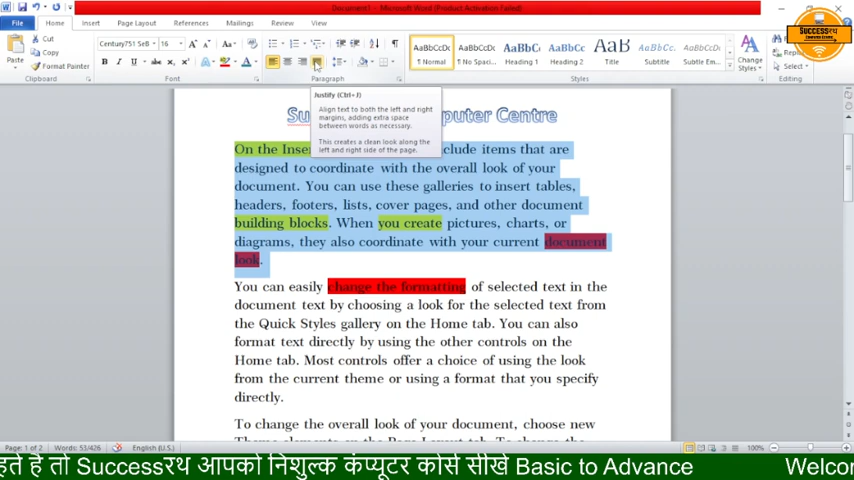 Document1 - Microsoft Word (Product Activation Failed)
File Home Insert Page Layout References Mailings Review View
Cut
Copy
Format Painter
Paste
Clipboard
Century751 SeB 16
Font
Paragraph
AaBbCcDc AaBbCcDc AaBbC AaBbCc AaB AaBbCc. AaBbCcDc
¶ Normal ¶ No Spaci... Heading 1 Heading 2 Title Subtitle Subtle Em...
Styles
Change
Styles
Select
Editing
Successरथ
Justify (Ctrl+J)
Align text to both the left and right
margins, adding extra space
between words as necessary.
This creates a clean look along the
left and right side of the page.
Computer Centre
On the Inser clude items that are
designed to coordinate with the overall look of your
document. You can use these galleries to insert tables,
headers, footers, lists, cover pages, and other document
building blocks. When you create pictures, charts, or
diagrams, they also coordinate with your current document
look.
You can easily change the formatting of selected text in the
document text by choosing a look for the selected text from
the Quick Styles gallery on the Home tab. You can also
format text directly by using the other controls on the
Home tab. Most controls offer a choice of using the look
from the current theme or using a format that you specify
directly.
To change the overall look of your document, choose new
Page: 1 of 2 Words: 53/426 English (U.S.) 100%
हते है तो Successरथ आपको निशुल्क कंप्यूटर कोर्स सीखे Basic to Advance Welco